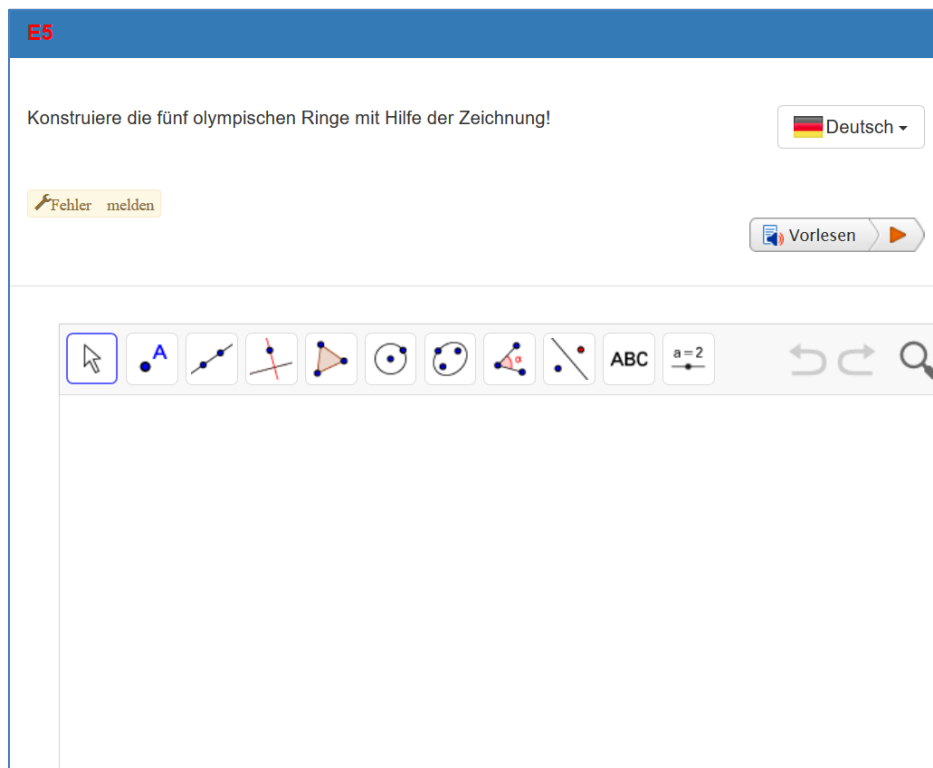 E5
Konstruiere die fünf olympischen Ringe mit Hilfe der Zeichnung!
Deutsch
Fehler melden
Vorlesen
A
α
ABC
a=2